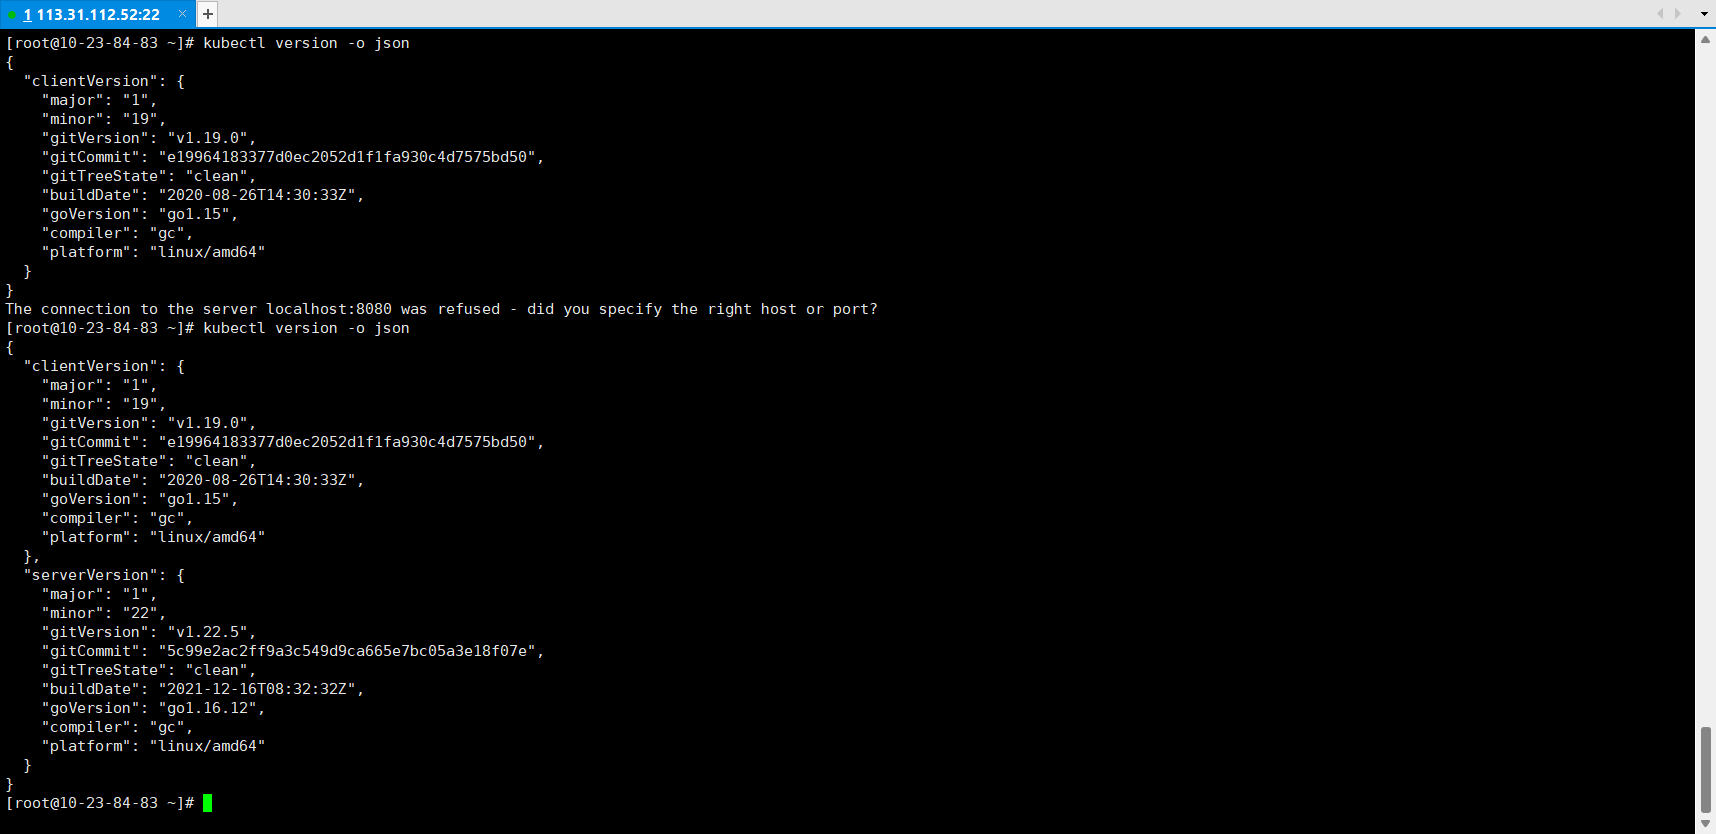 1 113.31.112.52:22 × +
[root@10-23-84-83 ~]# kubectl version -o json
{
  "clientVersion": {
    "major": "1",
    "minor": "19",
    "gitVersion": "v1.19.0",
    "gitCommit": "e19964183377d0ec2052d1f1fa930c4d7575bd50",
    "gitTreeState": "clean",
    "buildDate": "2020-08-26T14:30:33Z",
    "goVersion": "go1.15",
    "compiler": "gc",
    "platform": "linux/amd64"
  }
}
The connection to the server localhost:8080 was refused - did you specify the right host or port?
[root@10-23-84-83 ~]# kubectl version -o json
{
  "clientVersion": {
    "major": "1",
    "minor": "19",
    "gitVersion": "v1.19.0",
    "gitCommit": "e19964183377d0ec2052d1f1fa930c4d7575bd50",
    "gitTreeState": "clean",
    "buildDate": "2020-08-26T14:30:33Z",
    "goVersion": "go1.15",
    "compiler": "gc",
    "platform": "linux/amd64"
  },
  "serverVersion": {
    "major": "1",
    "minor": "22",
    "gitVersion": "v1.22.5",
    "gitCommit": "5c99e2ac2ff9a3c549d9ca665e7bc05a3e18f07e",
    "gitTreeState": "clean",
    "buildDate": "2021-12-16T08:32:32Z",
    "goVersion": "go1.16.12",
    "compiler": "gc",
    "platform": "linux/amd64"
  }
}
[root@10-23-84-83 ~]#